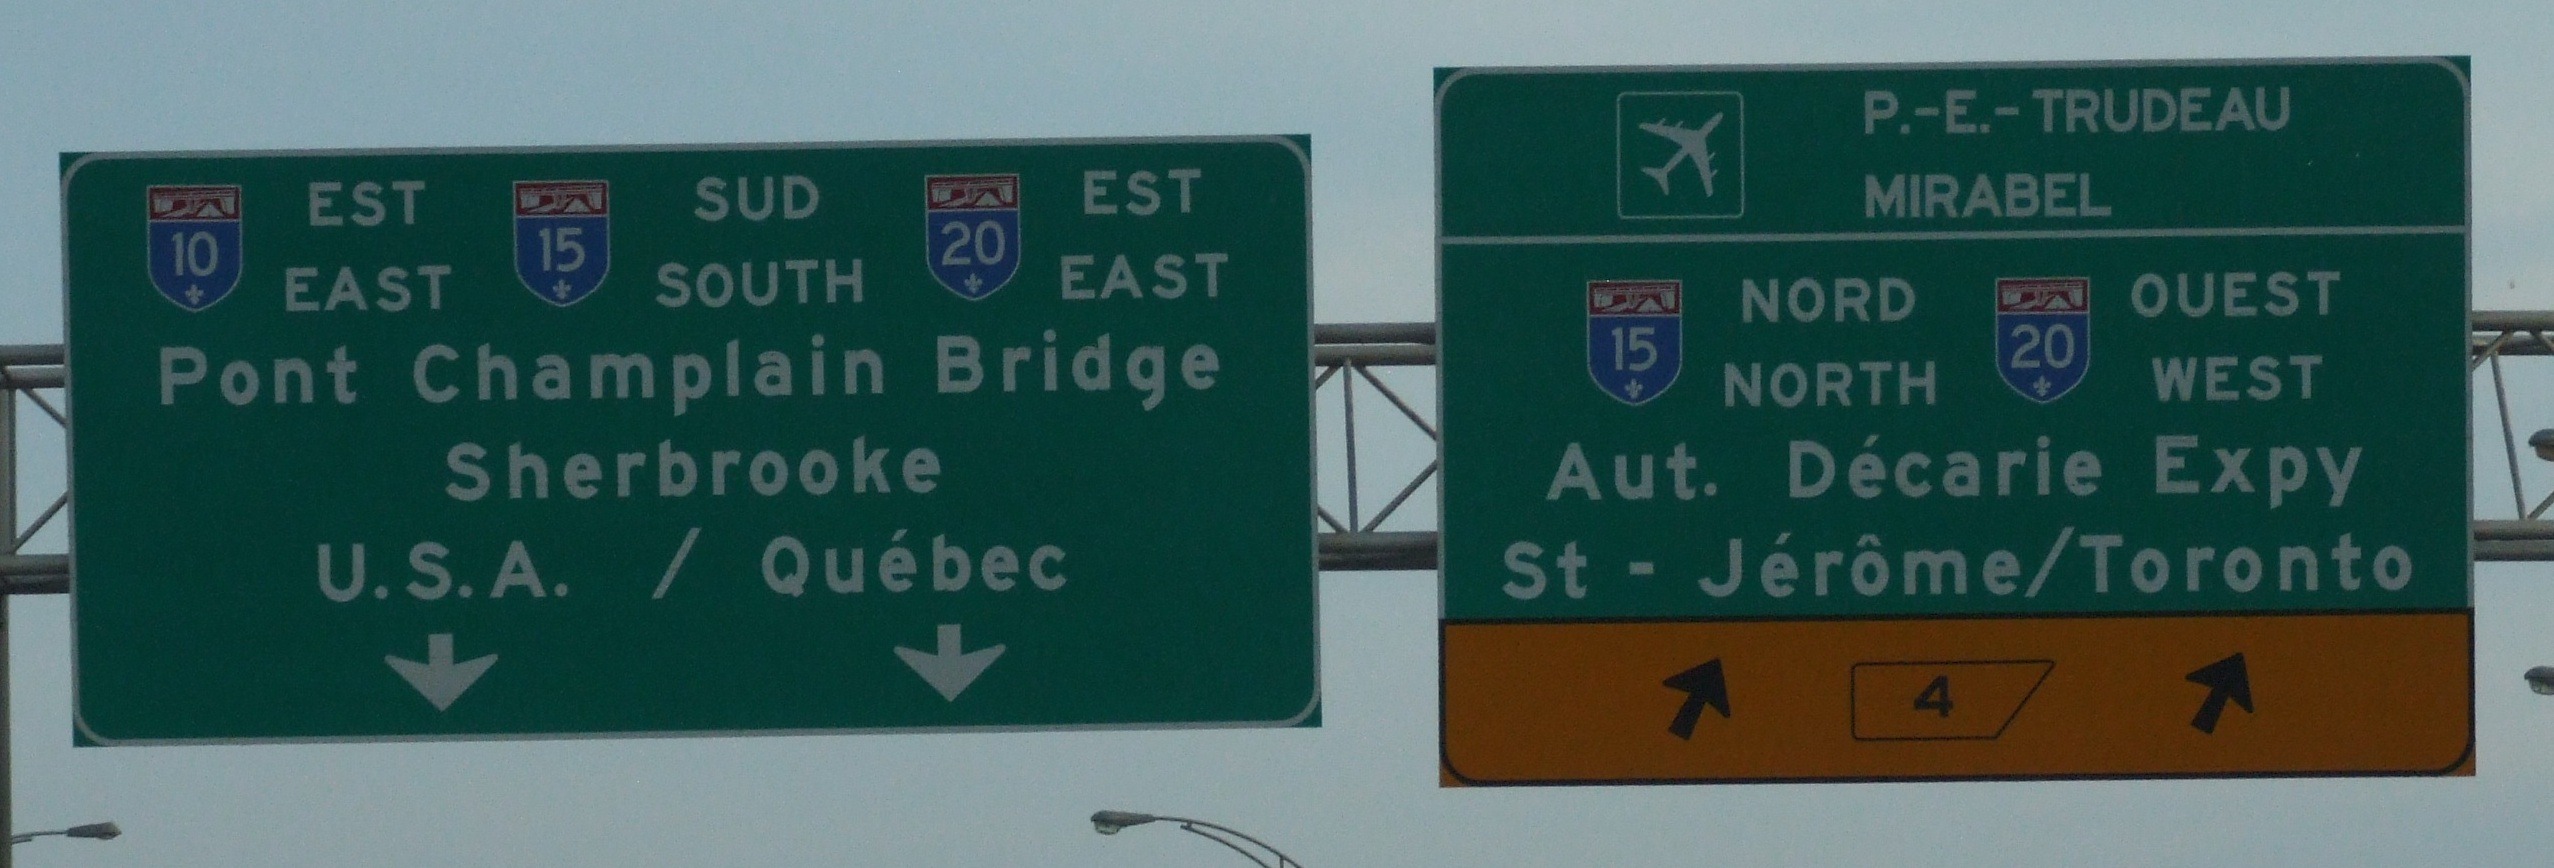 10 EST 15 SUD 20 EST
EAST SOUTH EAST
Pont Champlain Bridge
Sherbrooke
U.S.A. / Québec
P.-E.-TRUDEAU
MIRABEL
15 NORD 20 OUEST
NORTH WEST
Aut. Décarie Expy
St - Jérôme/Toronto
4